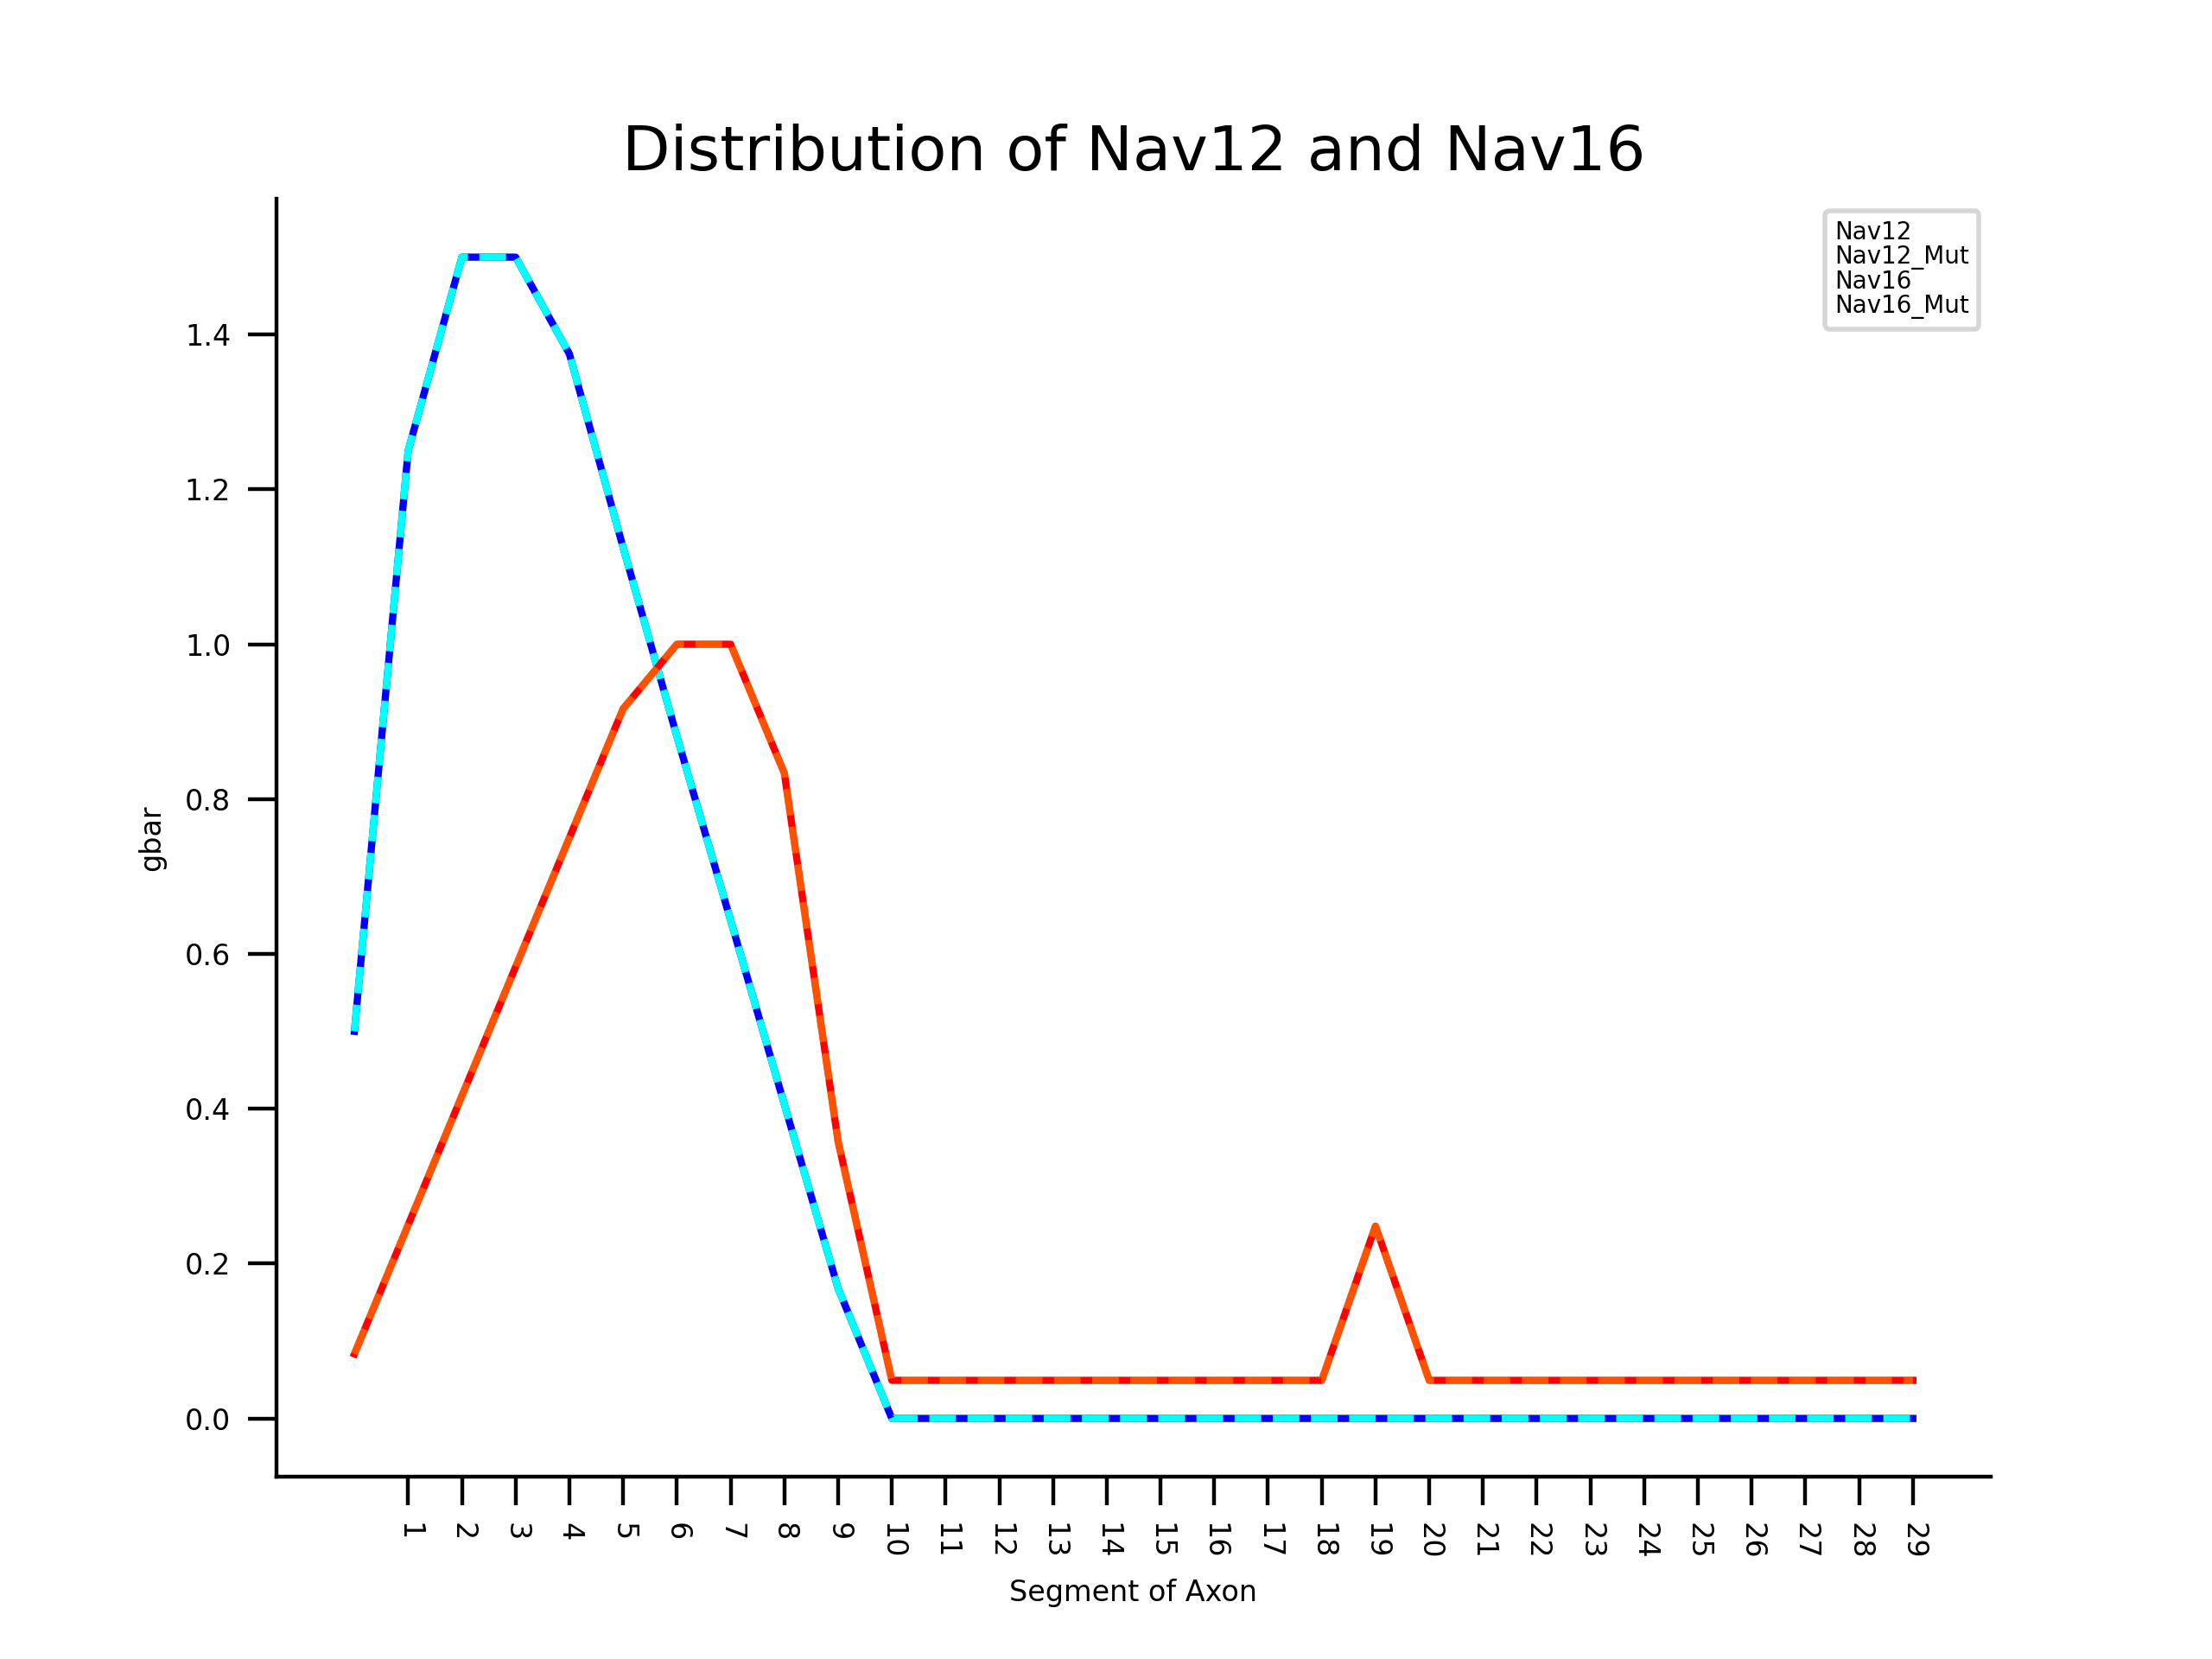 Distribution of Nav12 and Nav16
Nav12
Nav12_Mut
Nav16
Nav16_Mut
1.4
1.2
1.0
0.8
0.6
0.4
0.2
0.0
gbar
1 2 3 4 5 6 7 8 9 10 11 12 13 14 15 16 17 18 19 20 21 22 23 24 25 26 27 28 29
Segment of Axon